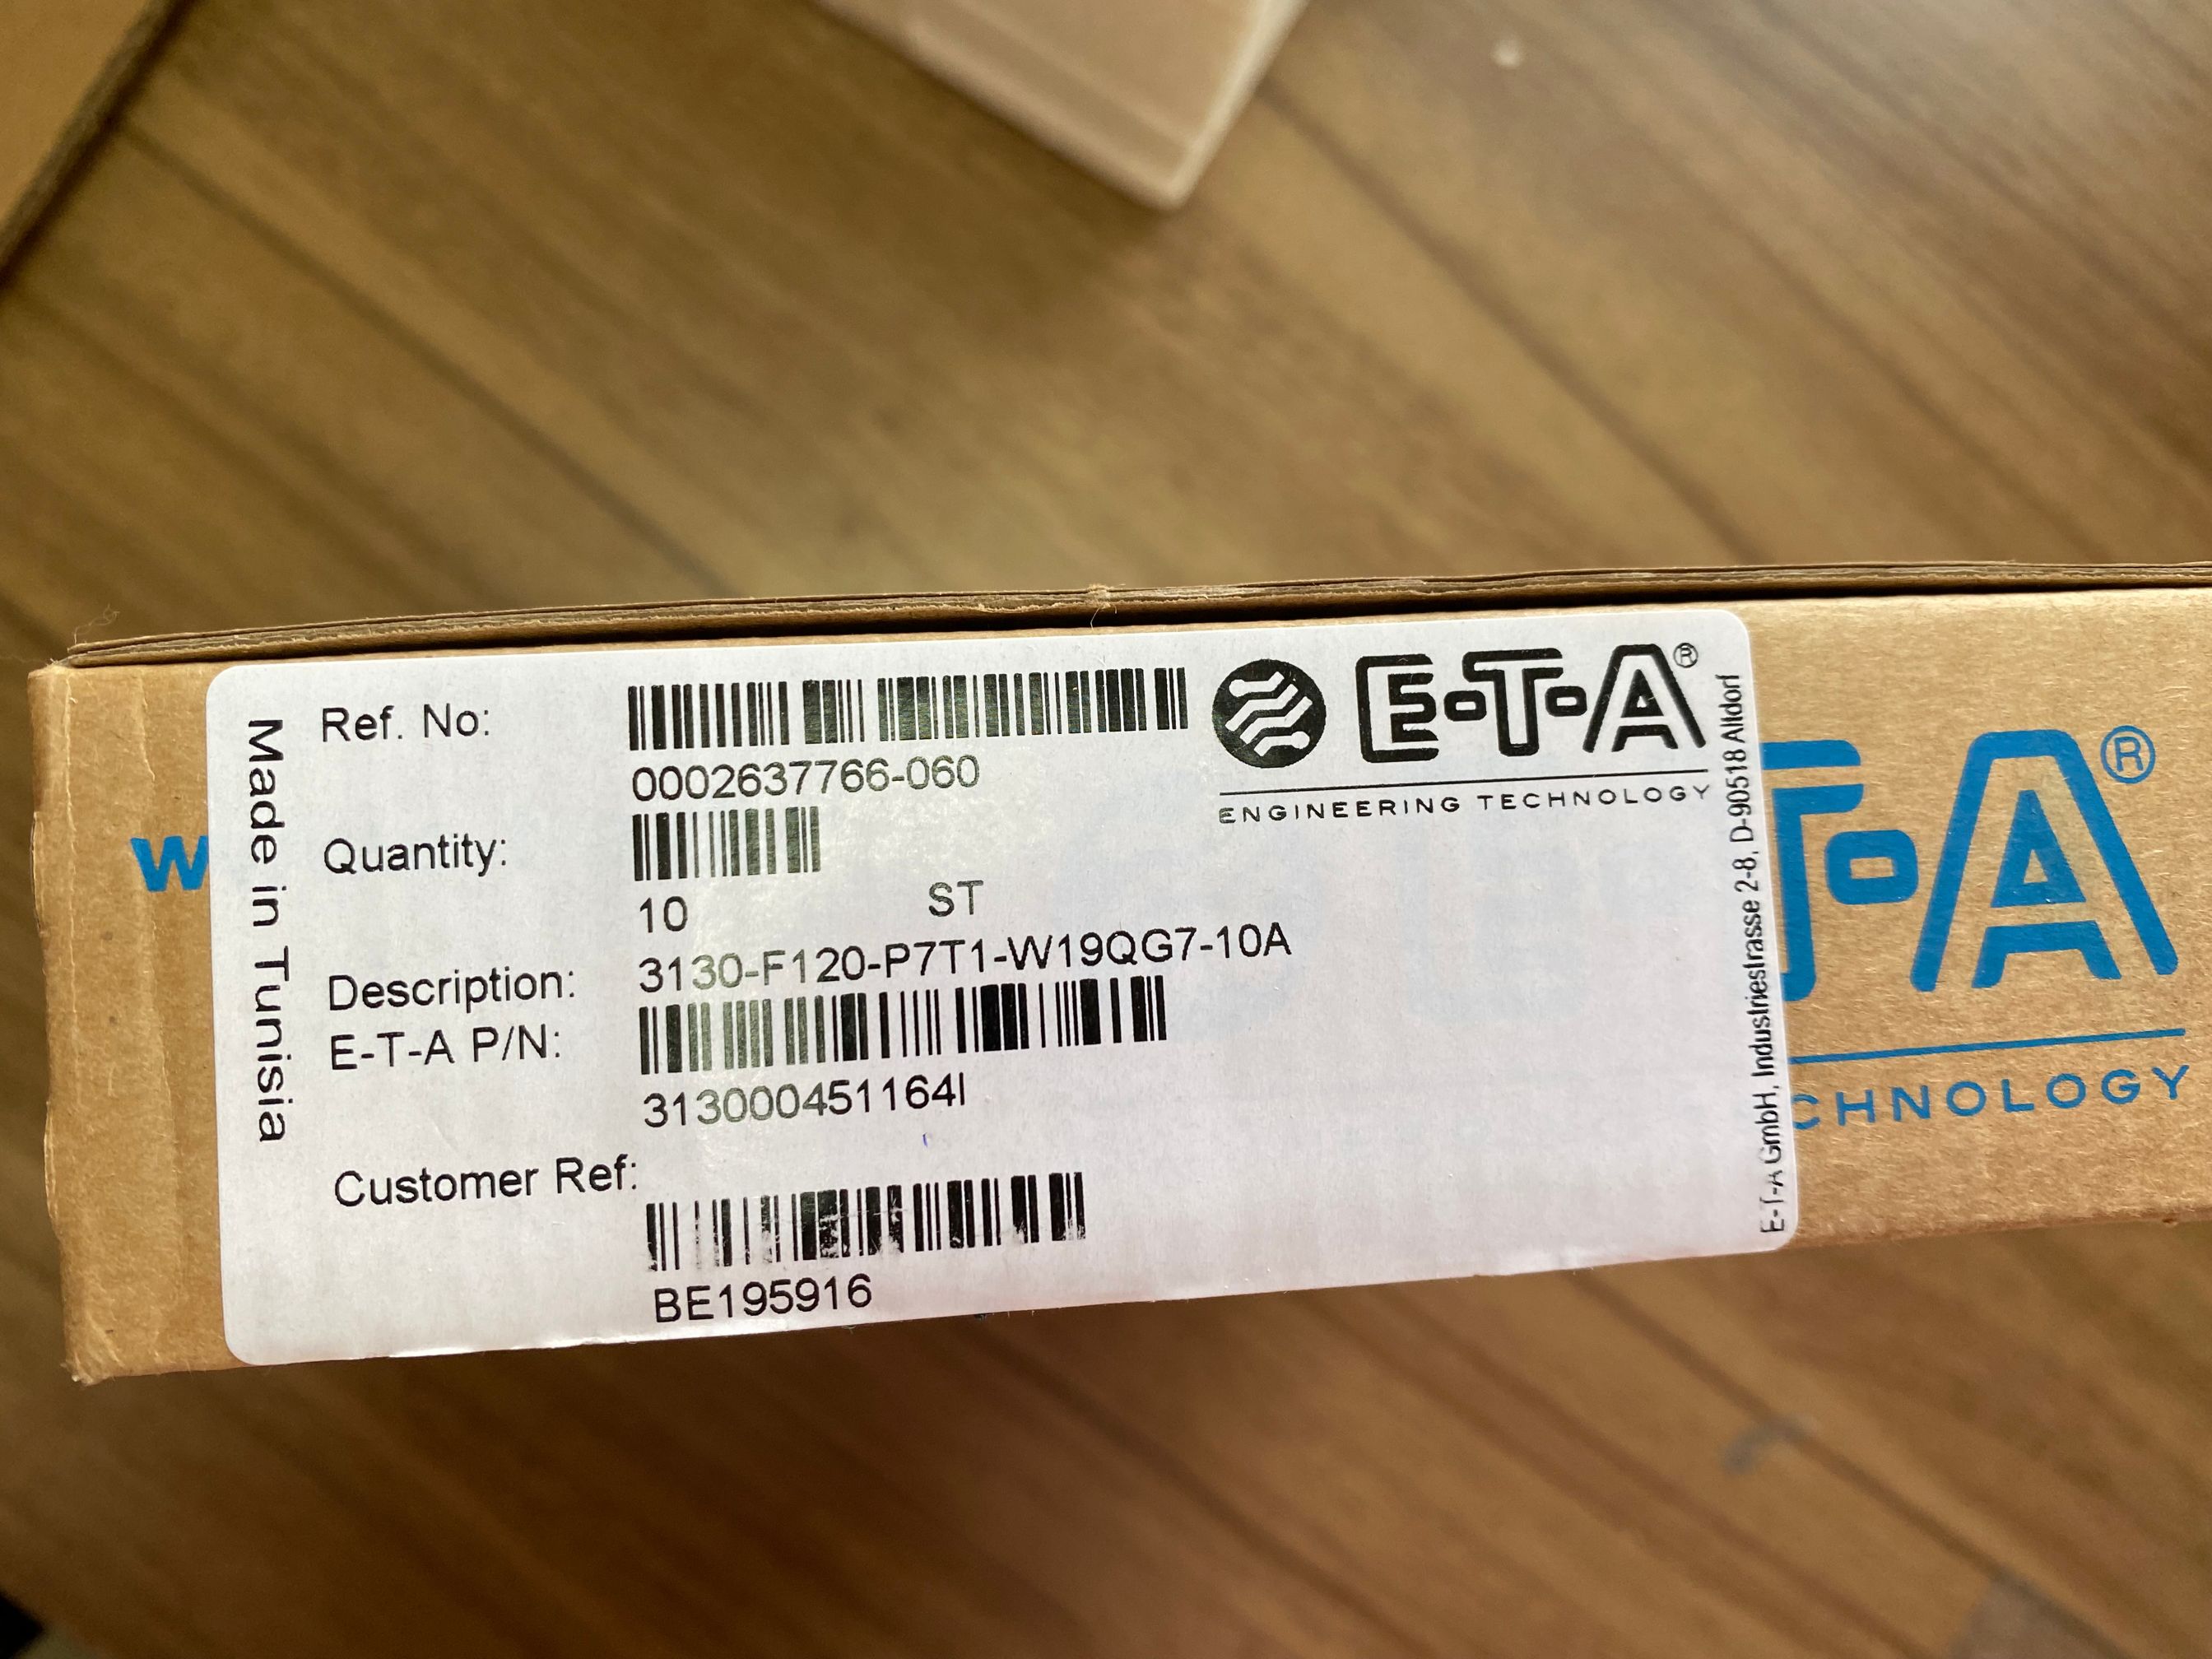 Made in Tunisia
Ref. No:
0002637766-060
Quantity:
10 ST
Description: 3130-F120-P7T1-W19QG7-10A
E-T-A P/N:
313000451164I
Customer Ref:
BE195916
E-T-A®
ENGINEERING TECHNOLOGY
E-T-A GmbH, Industriestrasse 2-8, D-90518 Altdorf
w
T-A®
CHNOLOGY